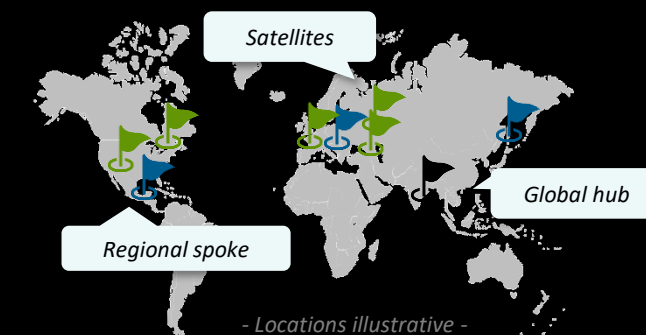 Satellites
Global hub
Regional spoke
- Locations illustrative -